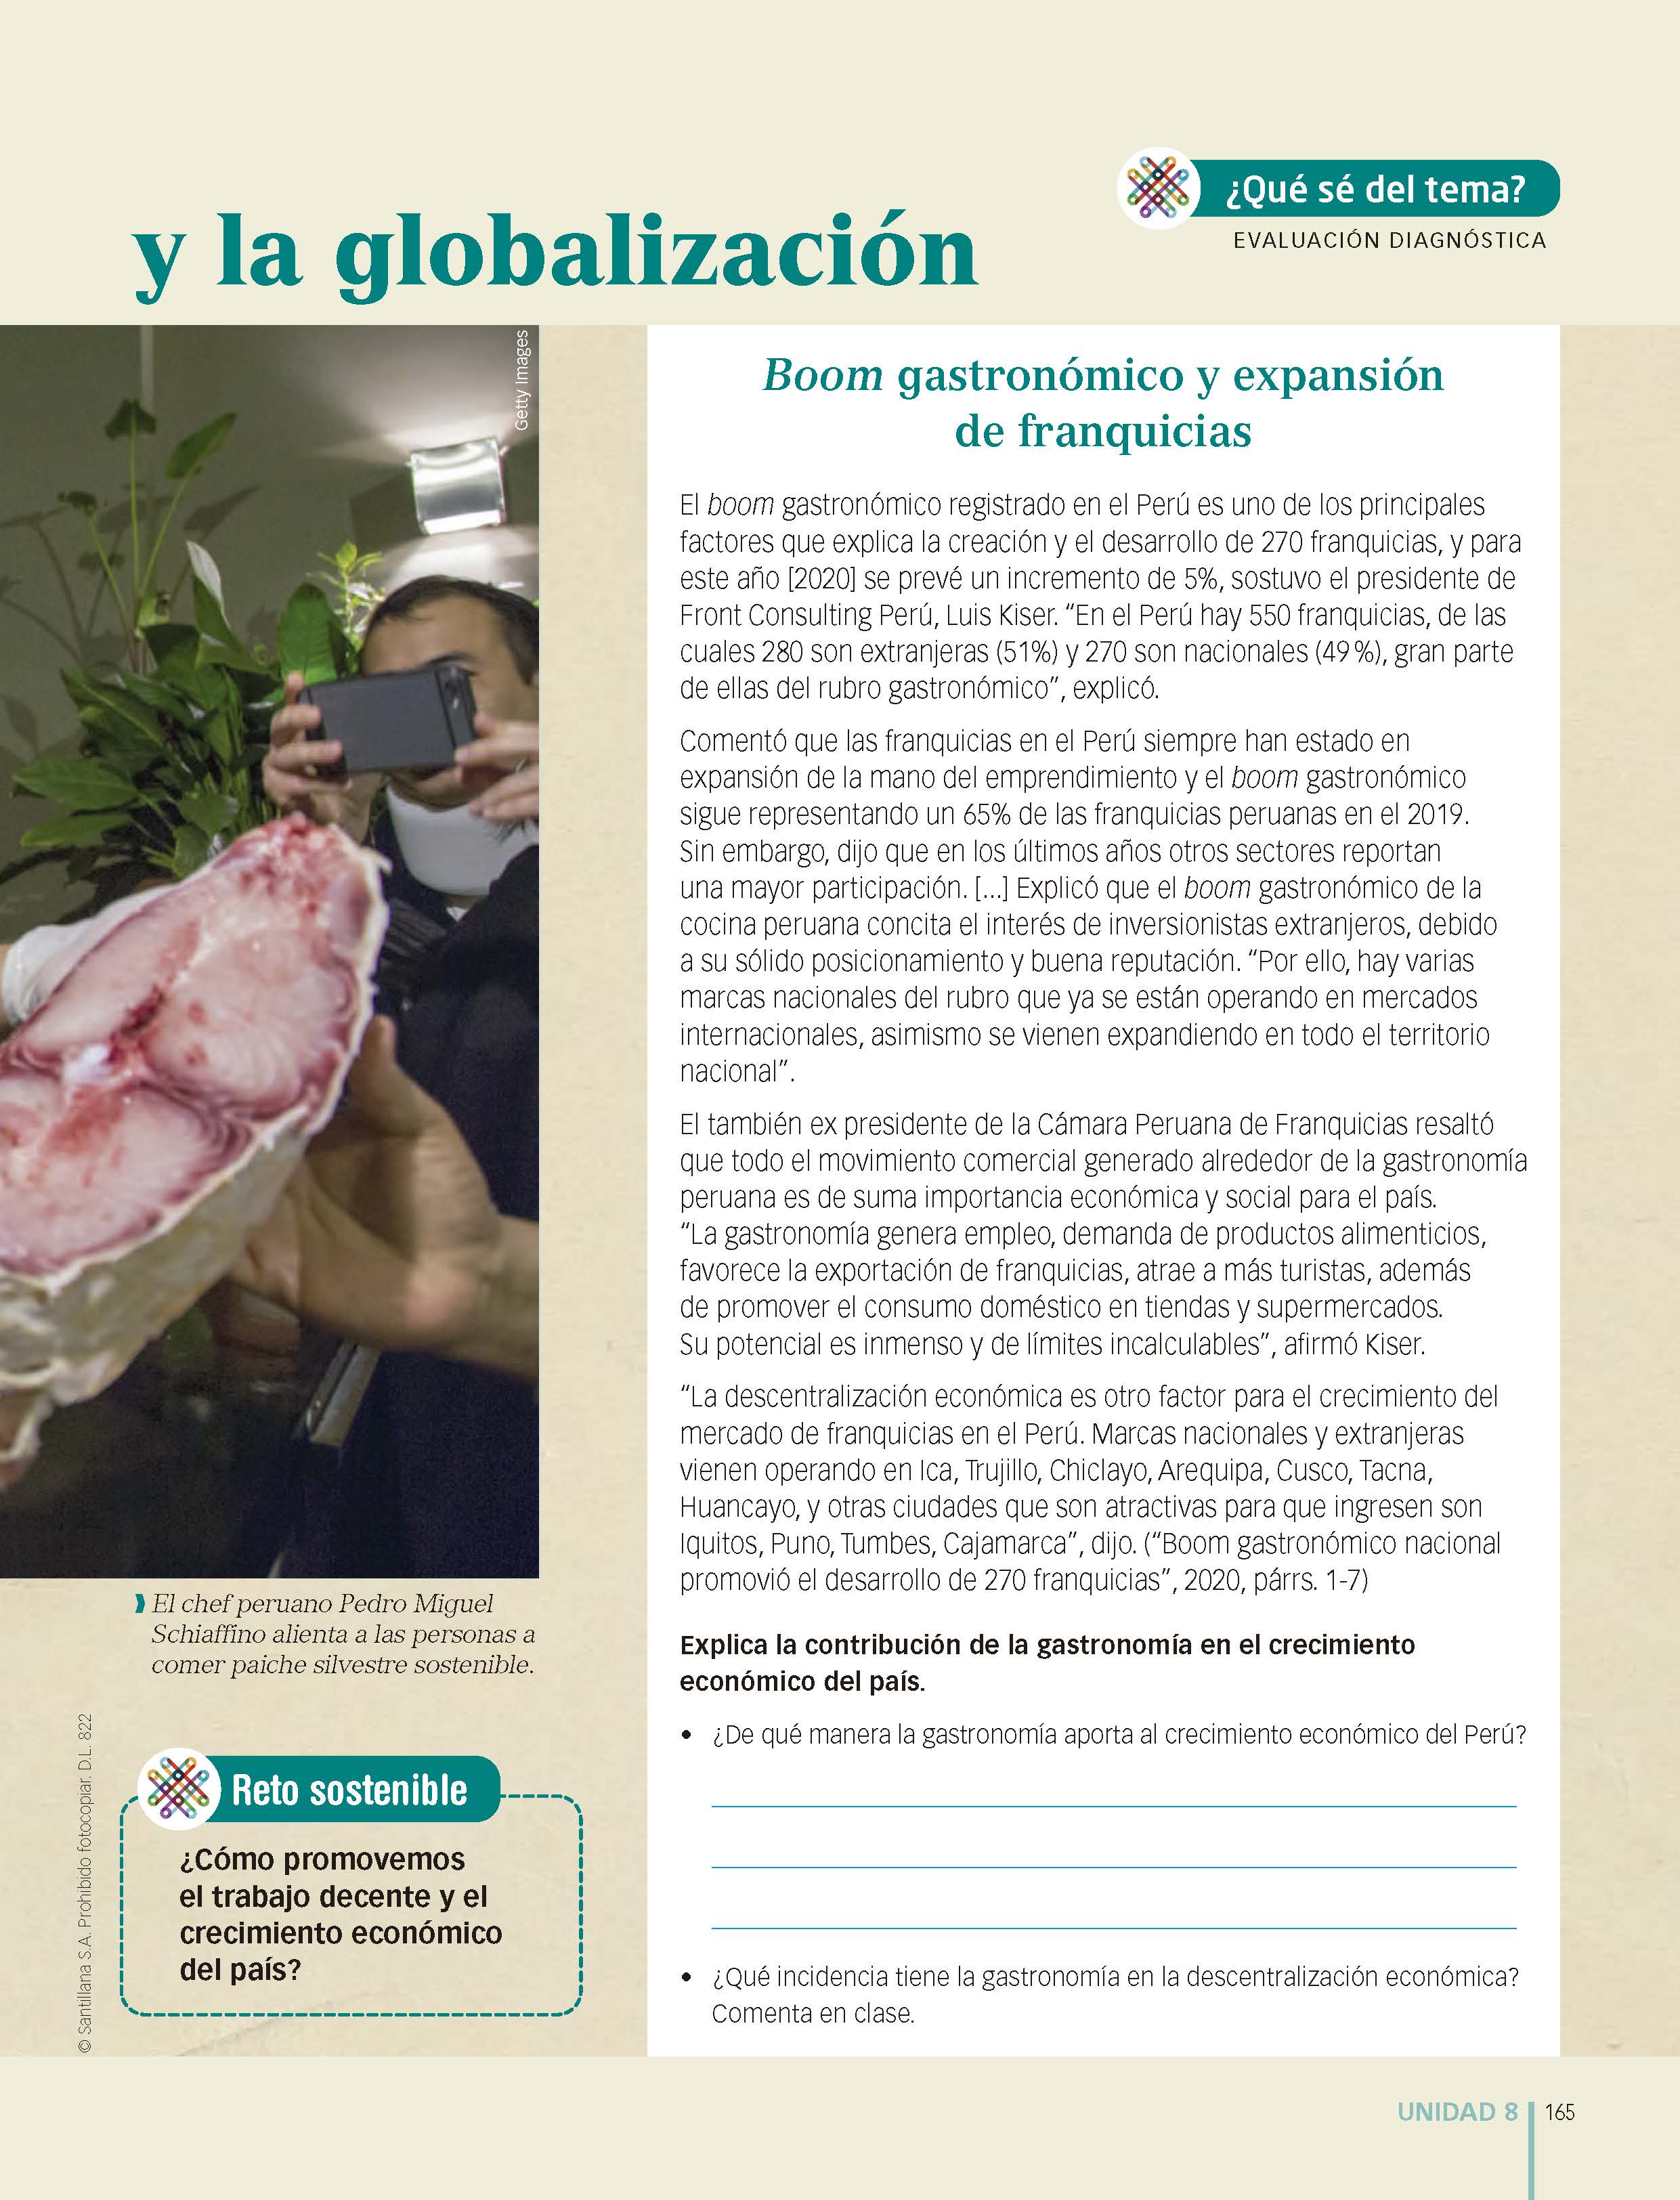 y la globalización
¿Qué sé del tema?
EVALUACIÓN DIAGNÓSTICA
Getty Images
Boom gastronómico y expansión
de franquicias
El boom gastronómico registrado en el Perú es uno de los principales
factores que explica la creación y el desarrollo de 270 franquicias, y para
este año [2020] se prevé un incremento de 5%, sostuvo el presidente de
Front Consulting Perú, Luis Kiser. “En el Perú hay 550 franquicias, de las
cuales 280 son extranjeras (51%) y 270 son nacionales (49 %), gran parte
de ellas del rubro gastronómico”, explicó.
Comentó que las franquicias en el Perú siempre han estado en
expansión de la mano del emprendimiento y el boom gastronómico
sigue representando un 65% de las franquicias peruanas en el 2019.
Sin embargo, dijo que en los últimos años otros sectores reportan
una mayor participación. [...] Explicó que el boom gastronómico de la
cocina peruana concita el interés de inversionistas extranjeros, debido
a su sólido posicionamiento y buena reputación. “Por ello, hay varias
marcas nacionales del rubro que ya se están operando en mercados
internacionales, asimismo se vienen expandiendo en todo el territorio
nacional”.
El también ex presidente de la Cámara Peruana de Franquicias resaltó
que todo el movimiento comercial generado alrededor de la gastronomía
peruana es de suma importancia económica y social para el país.
“La gastronomía genera empleo, demanda de productos alimenticios,
favorece la exportación de franquicias, atrae a más turistas, además
de promover el consumo doméstico en tiendas y supermercados.
Su potencial es inmenso y de límites incalculables”, afirmó Kiser.
“La descentralización económica es otro factor para el crecimiento del
mercado de franquicias en el Perú. Marcas nacionales y extranjeras
vienen operando en Ica, Trujillo, Chiclayo, Arequipa, Cusco, Tacna,
Huancayo, y otras ciudades que son atractivas para que ingresen son
Iquitos, Puno, Tumbes, Cajamarca”, dijo. (“Boom gastronómico nacional
promovió el desarrollo de 270 franquicias”, 2020, párrs. 1-7)
Explica la contribución de la gastronomía en el crecimiento
económico del país.
• ¿De qué manera la gastronomía aporta al crecimiento económico del Perú?
• ¿Qué incidencia tiene la gastronomía en la descentralización económica?
Comenta en clase.
El chef peruano Pedro Miguel
Schiaffino alienta a las personas a
comer paiche silvestre sostenible.
Reto sostenible
¿Cómo promovemos
el trabajo decente y el
crecimiento económico
del país?
© Santillana S.A. Prohibido fotocopiar. D.L. 822
UNIDAD 8
165